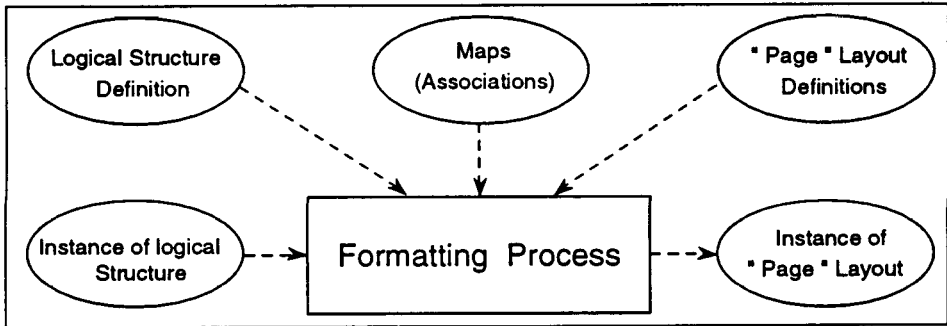 Logical Structure
Definition
Maps
(Associations)
" Page " Layout
Definitions
Instance of logical
Structure
Formatting Process
Instance of
" Page " Layout